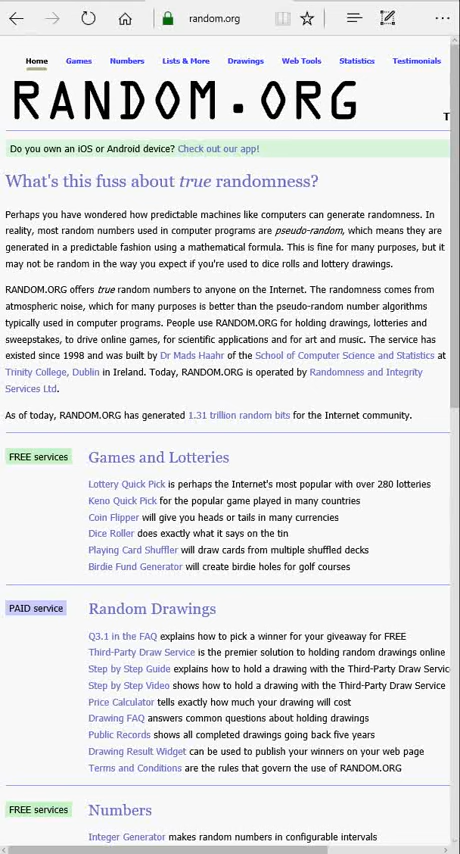 random.org
Home Games Numbers Lists & More Drawings Web Tools Statistics Testimonials
RANDOM.ORG
T
Do you own an iOS or Android device? Check out our app!
What's this fuss about true randomness?
Perhaps you have wondered how predictable machines like computers can generate randomness. In
reality, most random numbers used in computer programs are pseudo-random, which means they are
generated in a predictable fashion using a mathematical formula. This is fine for many purposes, but it
may not be random in the way you expect if you're used to dice rolls and lottery drawings.
RANDOM.ORG offers true random numbers to anyone on the Internet. The randomness comes from
atmospheric noise, which for many purposes is better than the pseudo-random number algorithms
typically used in computer programs. People use RANDOM.ORG for holding drawings, lotteries and
sweepstakes, to drive online games, for scientific applications and for art and music. The service has
existed since 1998 and was built by Dr Mads Haahr of the School of Computer Science and Statistics at
Trinity College, Dublin in Ireland. Today, RANDOM.ORG is operated by Randomness and Integrity
Services Ltd.
As of today, RANDOM.ORG has generated 1.31 trillion random bits for the Internet community.
FREE services Games and Lotteries
Lottery Quick Pick is perhaps the Internet's most popular with over 280 lotteries
Keno Quick Pick for the popular game played in many countries
Coin Flipper will give you heads or tails in many currencies
Dice Roller does exactly what it says on the tin
Playing Card Shuffler will draw cards from multiple shuffled decks
Birdie Fund Generator will create birdie holes for golf courses
PAID service Random Drawings
Q3.1 in the FAQ explains how to pick a winner for your giveaway for FREE
Third-Party Draw Service is the premier solution to holding random drawings online
Step by Step Guide explains how to hold a drawing with the Third-Party Draw Servic
Step by Step Video shows how to hold a drawing with the Third-Party Draw Service
Price Calculator tells exactly how much your drawing will cost
Drawing FAQ answers common questions about holding drawings
Public Records shows all completed drawings going back five years
Drawing Result Widget can be used to publish your winners on your web page
Terms and Conditions are the rules that govern the use of RANDOM.ORG
FREE services Numbers
Integer Generator makes random numbers in configurable intervals